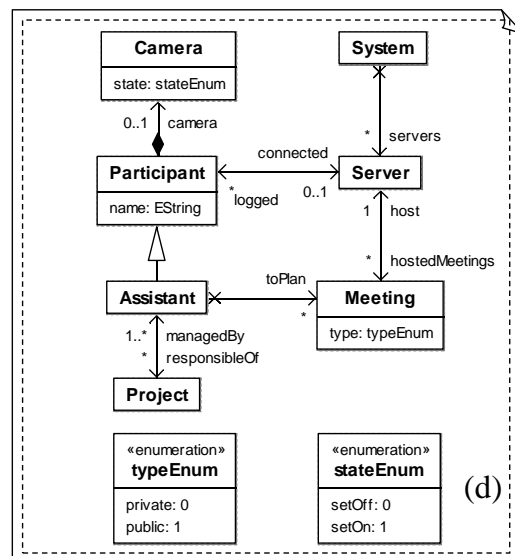 Camera
state: stateEnum
System
0..1 camera
* servers
Participant
name: EString
connected
*logged
0..1
Server
1 host
* hostedMeetings
Assistant
toPlan
*
Meeting
type: typeEnum
1..* managedBy
* responsibleOf
Project
«enumeration»
typeEnum
private: 0
public: 1
«enumeration»
stateEnum
setOff: 0
setOn: 1
(d)